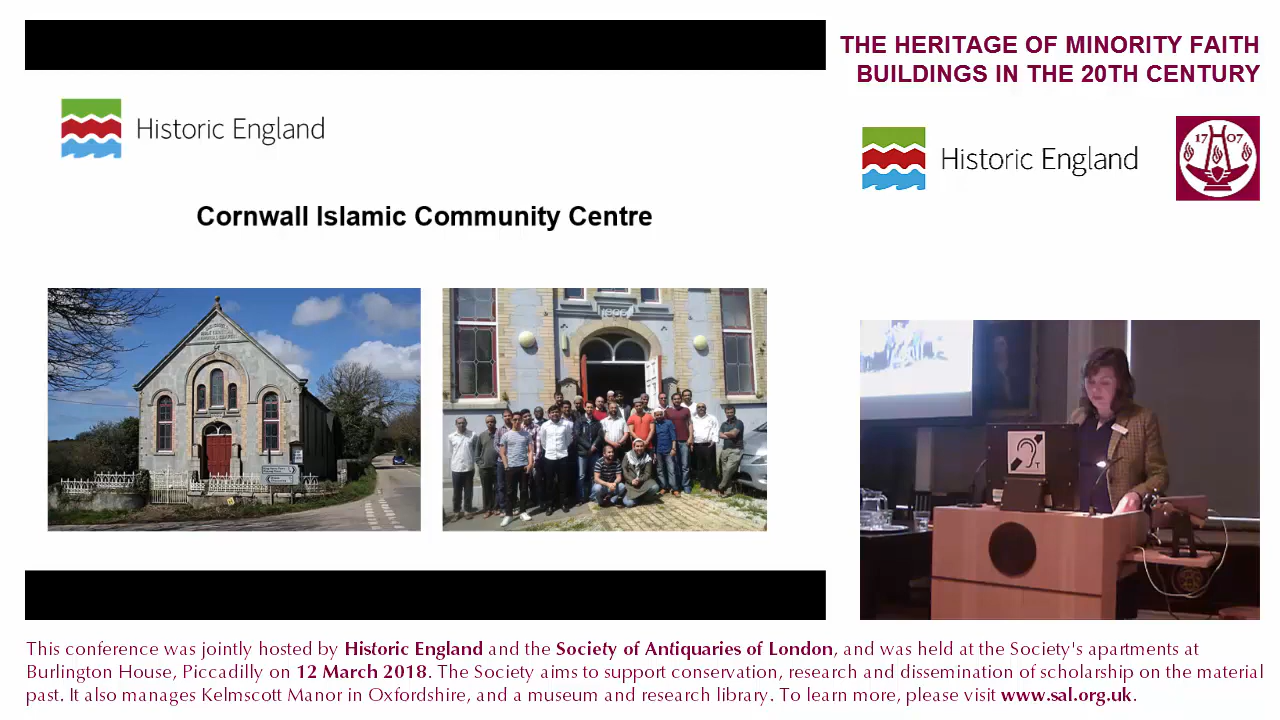 THE HERITAGE OF MINORITY FAITH
BUILDINGS IN THE 20TH CENTURY
Historic England
Historic England
17 07
Cornwall Islamic Community Centre
T
This conference was jointly hosted by Historic England and the Society of Antiquaries of London, and was held at the Society's apartments at
Burlington House, Piccadilly on 12 March 2018. The Society aims to support conservation, research and dissemination of scholarship on the material
past. It also manages Kelmscott Manor in Oxfordshire, and a museum and research library. To learn more, please visit www.sal.org.uk.